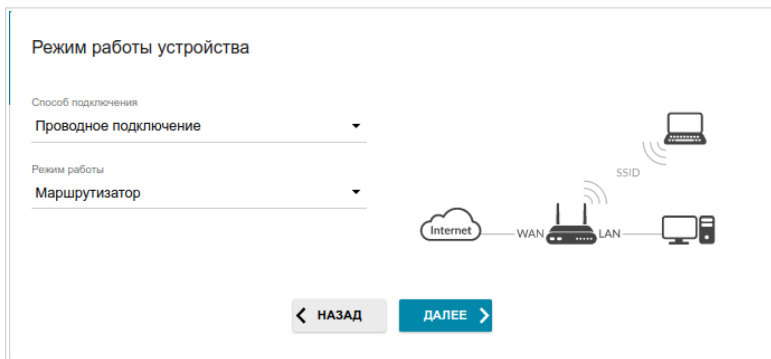 Режим работы устройства
Способ подключения
Проводное подключение
Режим работы
Маршрутизатор
SSID
Internet
WAN
LAN
НАЗАД
ДАЛЕЕ